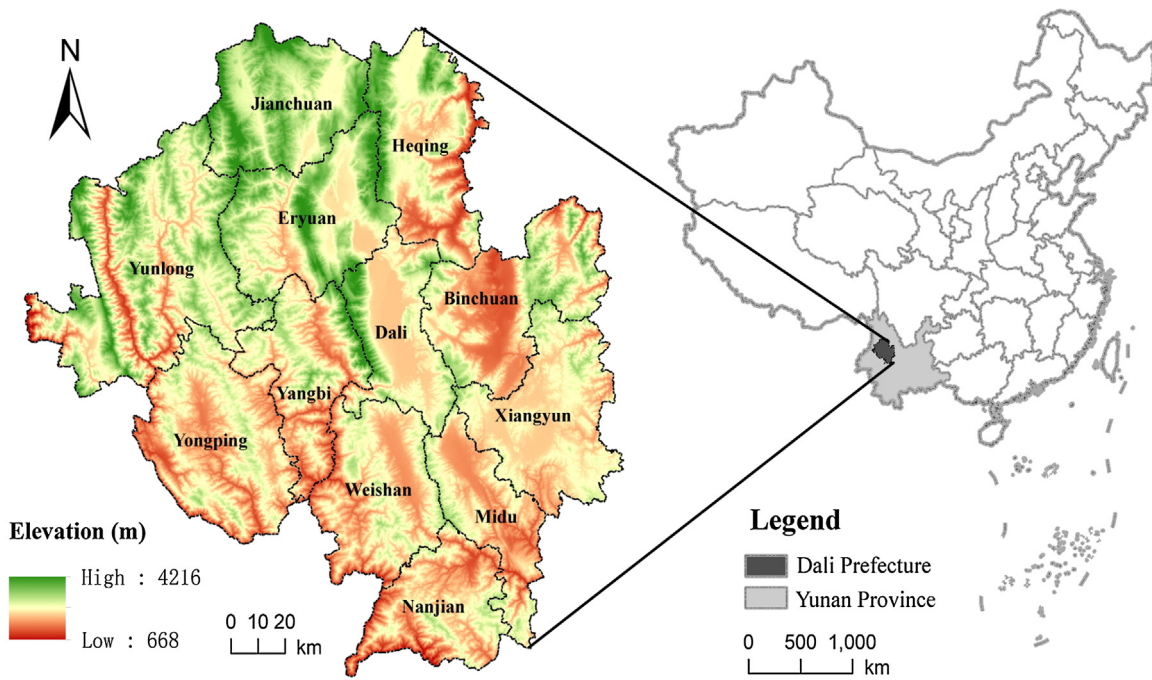 N
Jianchuan
Heqing
Eryuan
Yunlong
Binchuan
Dali
Yangbi
Xiangyun
Yongping
Weishan
Midu
Nanjian
Elevation (m)
High : 4216
Low : 668
0 10 20
km
Legend
Dali Prefecture
Yunan Province
0 500 1,000
km